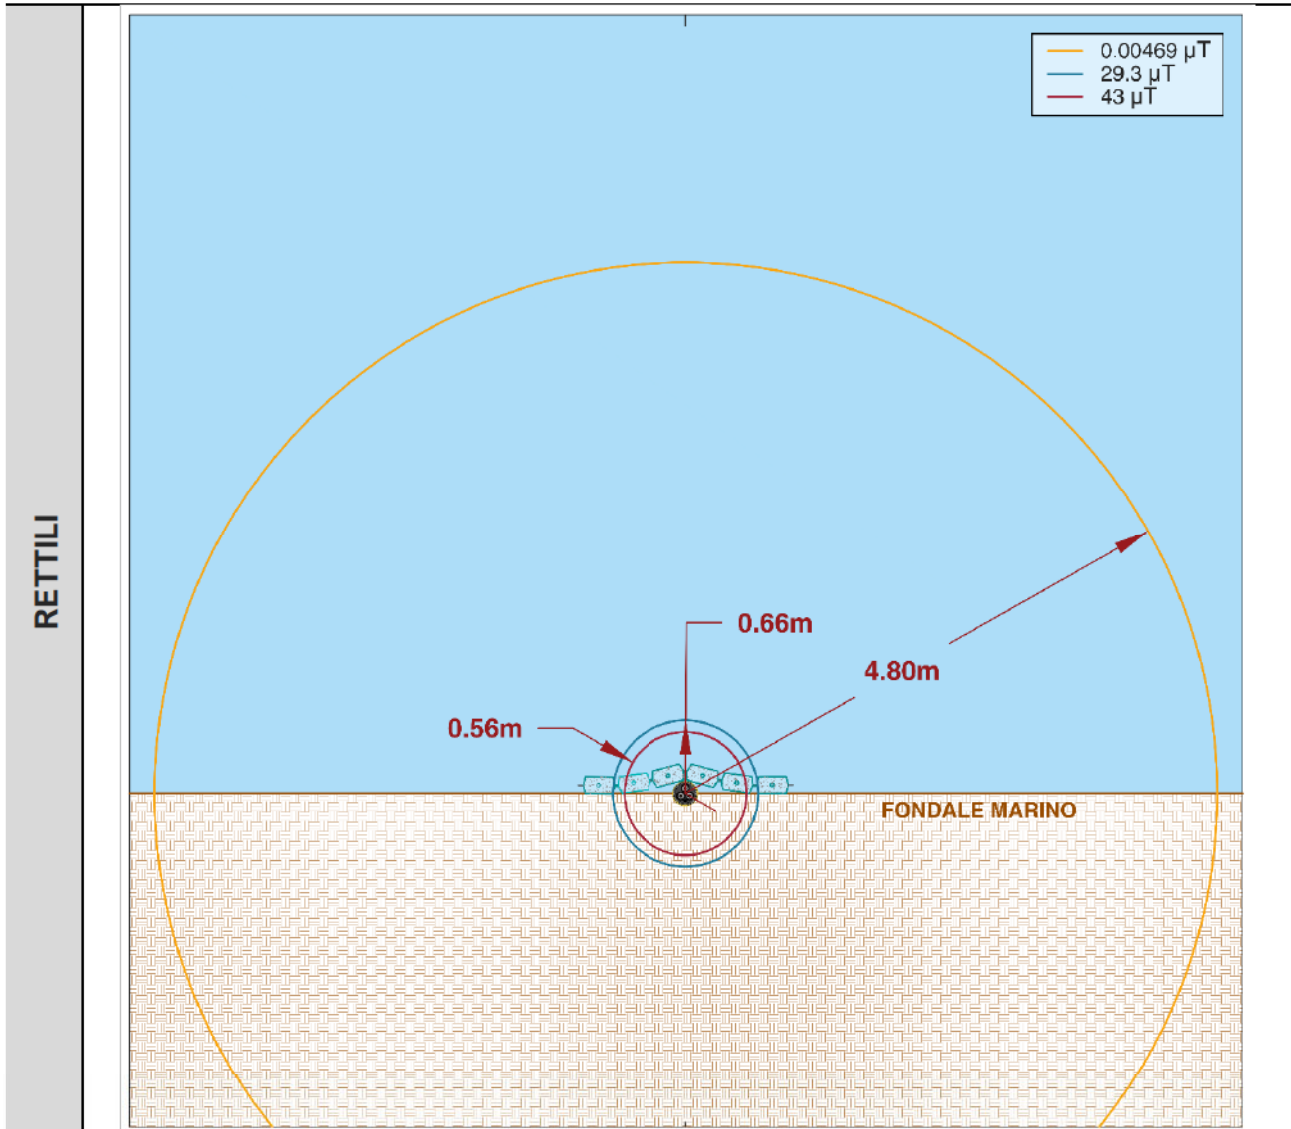 0.00469 µT
29.3 µT
43 µT
RETTILI
0.66m
4.80m
0.56m
FONDALE MARINO